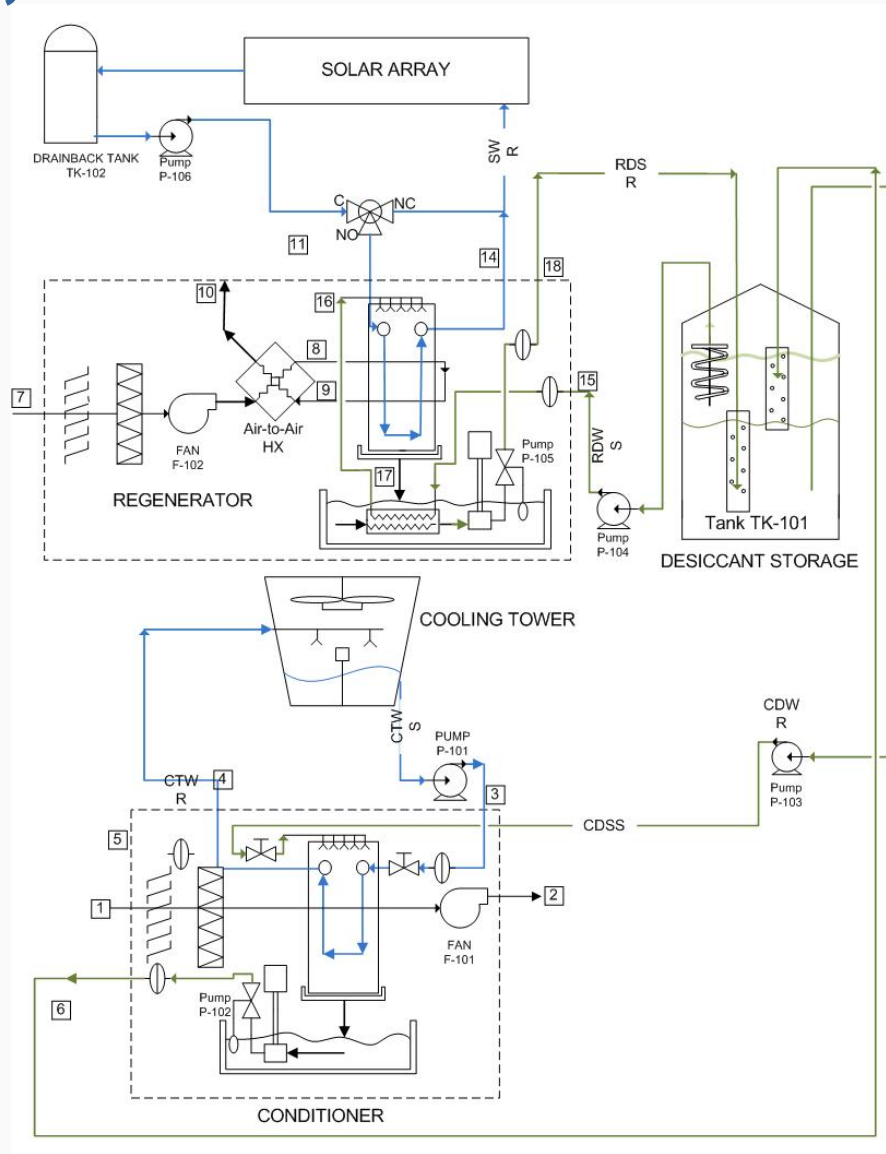 SOLAR ARRAY
DRAINBACK TANK
TK-102
Pump
P-106
SW
R
RDS
R
C
NC
NO
11
14
18
10
16
8
9
15
7
Air-to-Air
HX
FAN
F-102
Pump
P-105
17
RDW
S
REGENERATOR
Pump
P-104
Tank TK-101
DESICCANT STORAGE
COOLING TOWER
CTW
S
PUMP
P-101
CDW
R
Pump
P-103
CTW
R
4
3
5
CDSS
1
2
FAN
F-101
6
Pump
P-102
CONDITIONER